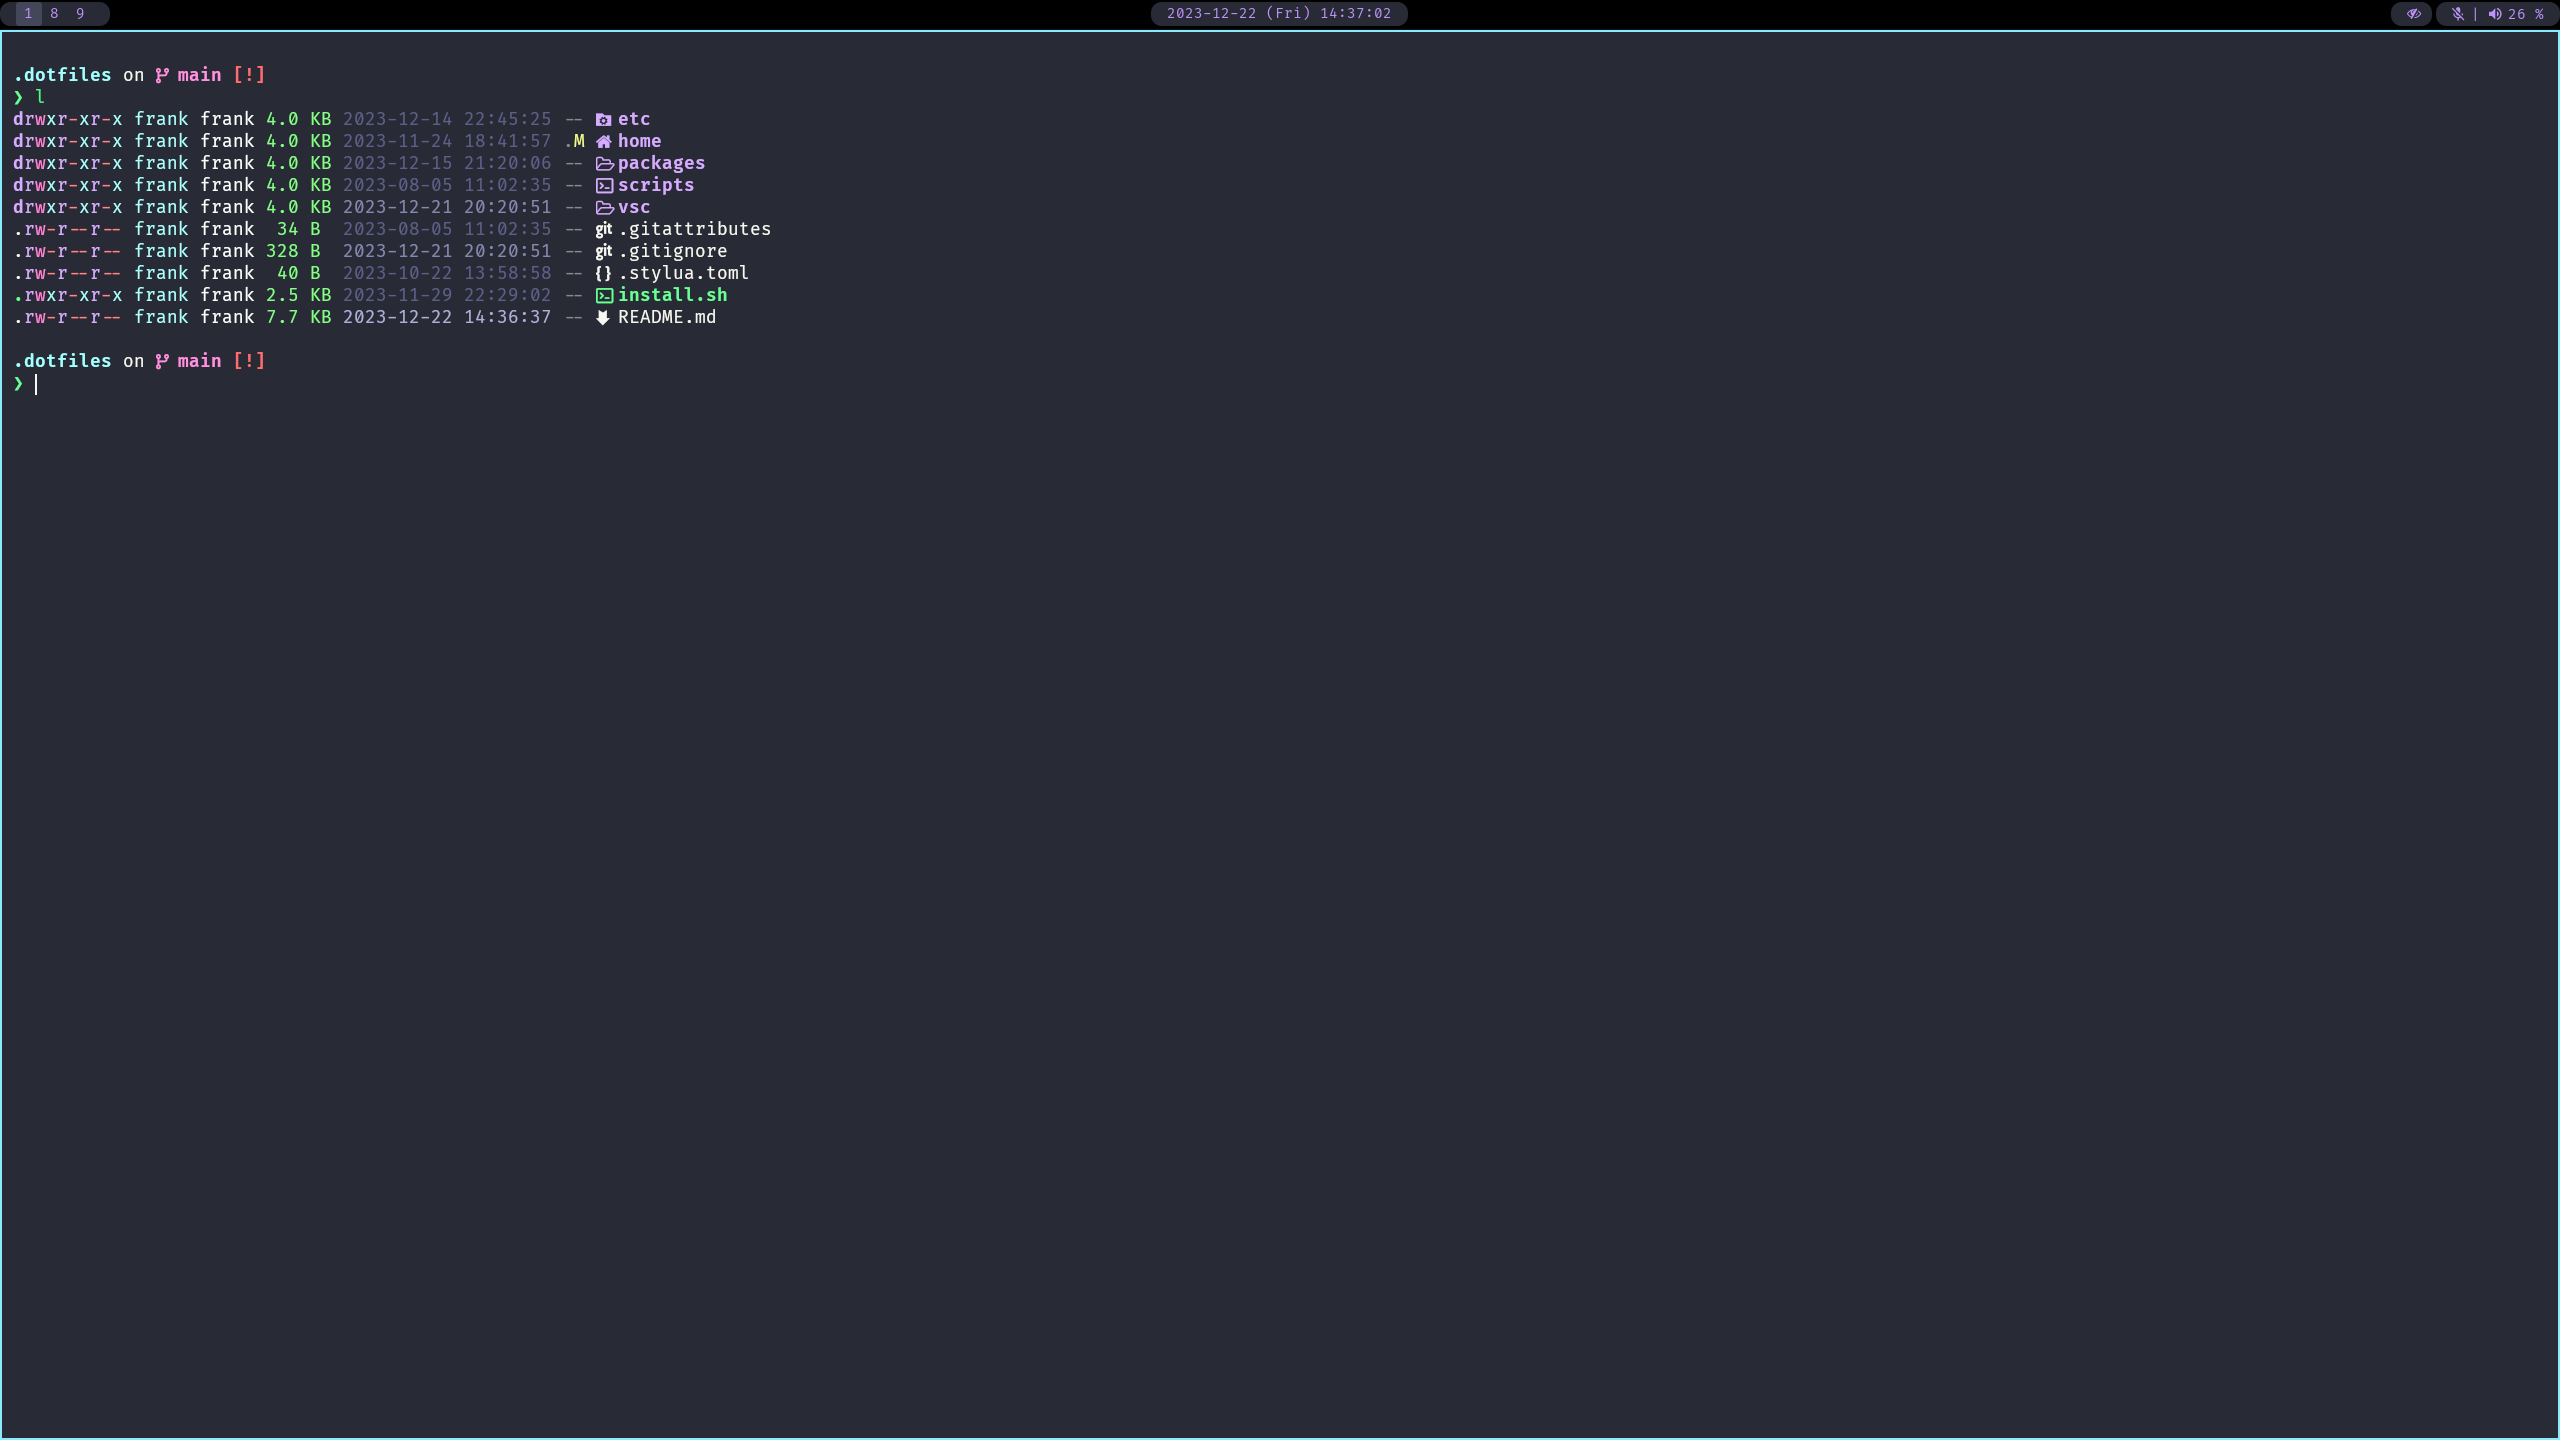 1 8 9
2023-12-22 (Fri) 14:37:02
| 26 %
.dotfiles on main [!]
❯ l
drwxr-xr-x frank frank 4.0 KB 2023-12-14 22:45:25 -- etc
drwxr-xr-x frank frank 4.0 KB 2023-11-24 18:41:57 .M home
drwxr-xr-x frank frank 4.0 KB 2023-12-15 21:20:06 -- packages
drwxr-xr-x frank frank 4.0 KB 2023-08-05 11:02:35 -- scripts
drwxr-xr-x frank frank 4.0 KB 2023-12-21 20:20:51 -- vsc
.rw-r--r-- frank frank 34 B 2023-08-05 11:02:35 -- git .gitattributes
.rw-r--r-- frank frank 328 B 2023-12-21 20:20:51 -- git .gitignore
.rw-r--r-- frank frank 40 B 2023-10-22 13:58:58 -- {} .stylua.toml
.rwxr-xr-x frank frank 2.5 KB 2023-11-29 22:29:02 -- install.sh
.rw-r--r-- frank frank 7.7 KB 2023-12-22 14:36:37 -- README.md
.dotfiles on main [!]
❯